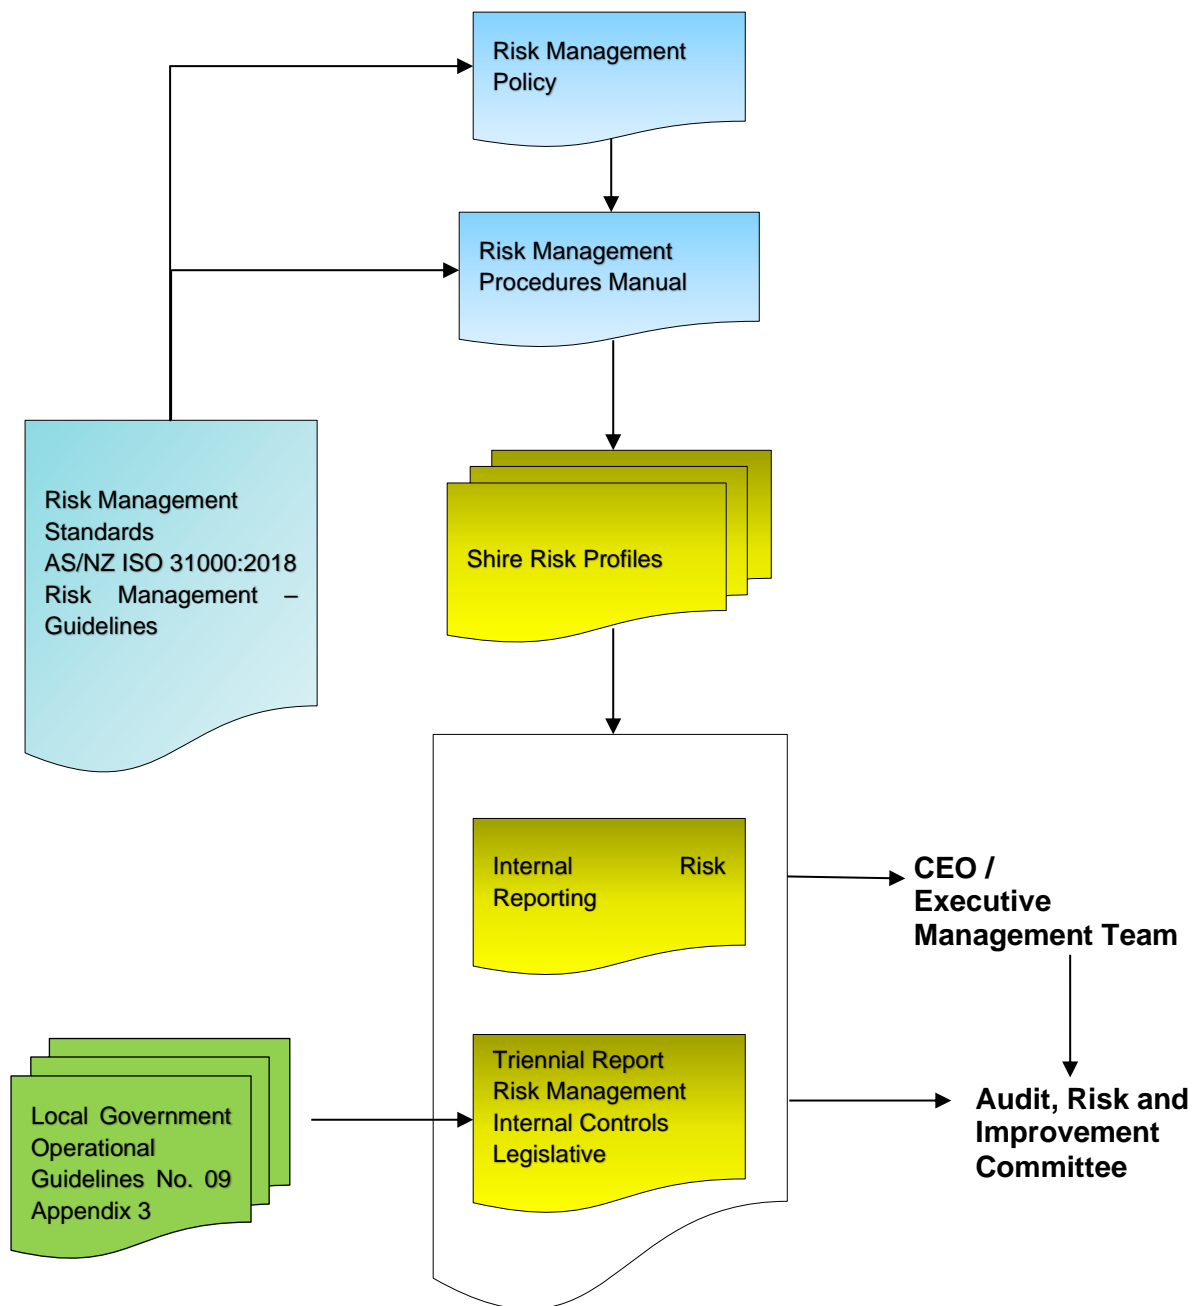 Risk Management
Policy
Risk Management
Procedures Manual
Risk Management
Standards
AS/NZ ISO 31000:2018
Risk Management –
Guidelines
Shire Risk Profiles
Internal Risk
Reporting
CEO /
Executive
Management Team
Local Government
Operational
Guidelines No. 09
Appendix 3
Triennial Report
Risk Management
Internal Controls
Legislative
Audit, Risk and
Improvement
Committee